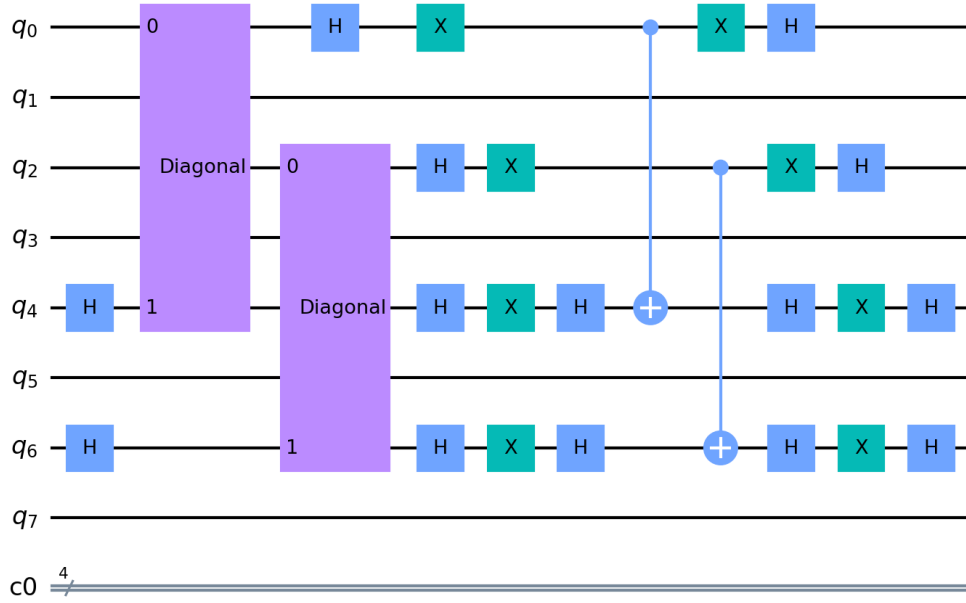 q0 0 H X X H
q1
q2 Diagonal 0 H X X H
q3
q4 H 1 Diagonal H X H H X H
q5
q6 H 1 H X H H X H
q7
4
c0